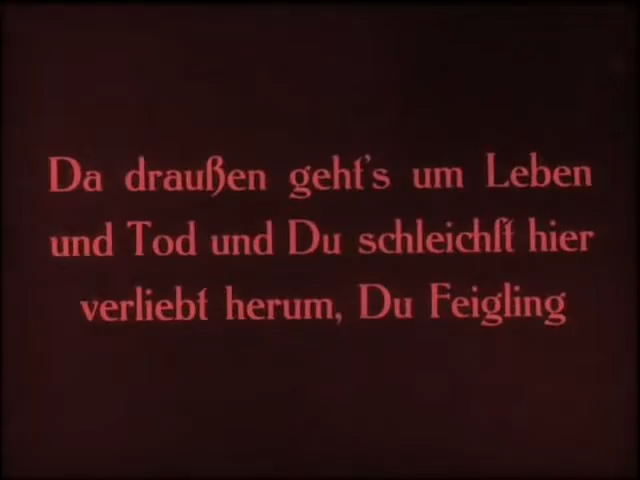 Da draußen geht's um Leben
und Tod und Du schleichst hier
verliebt herum, Du Feigling